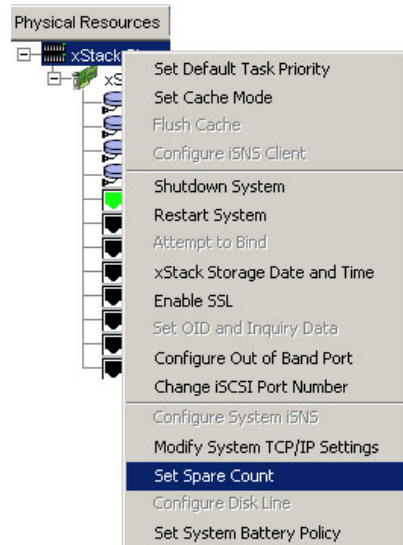 Physical Resources
xStack
xS
Set Default Task Priority
Set Cache Mode
Flush Cache
Configure iSNS Client
Shutdown System
Restart System
Attempt to Bind
xStack Storage Date and Time
Enable SSL
Set OID and Inquiry Data
Configure Out of Band Port
Change iSCSI Port Number
Configure System iSNS
Modify System TCP/IP Settings
Set Spare Count
Configure Disk Line
Set System Battery Policy